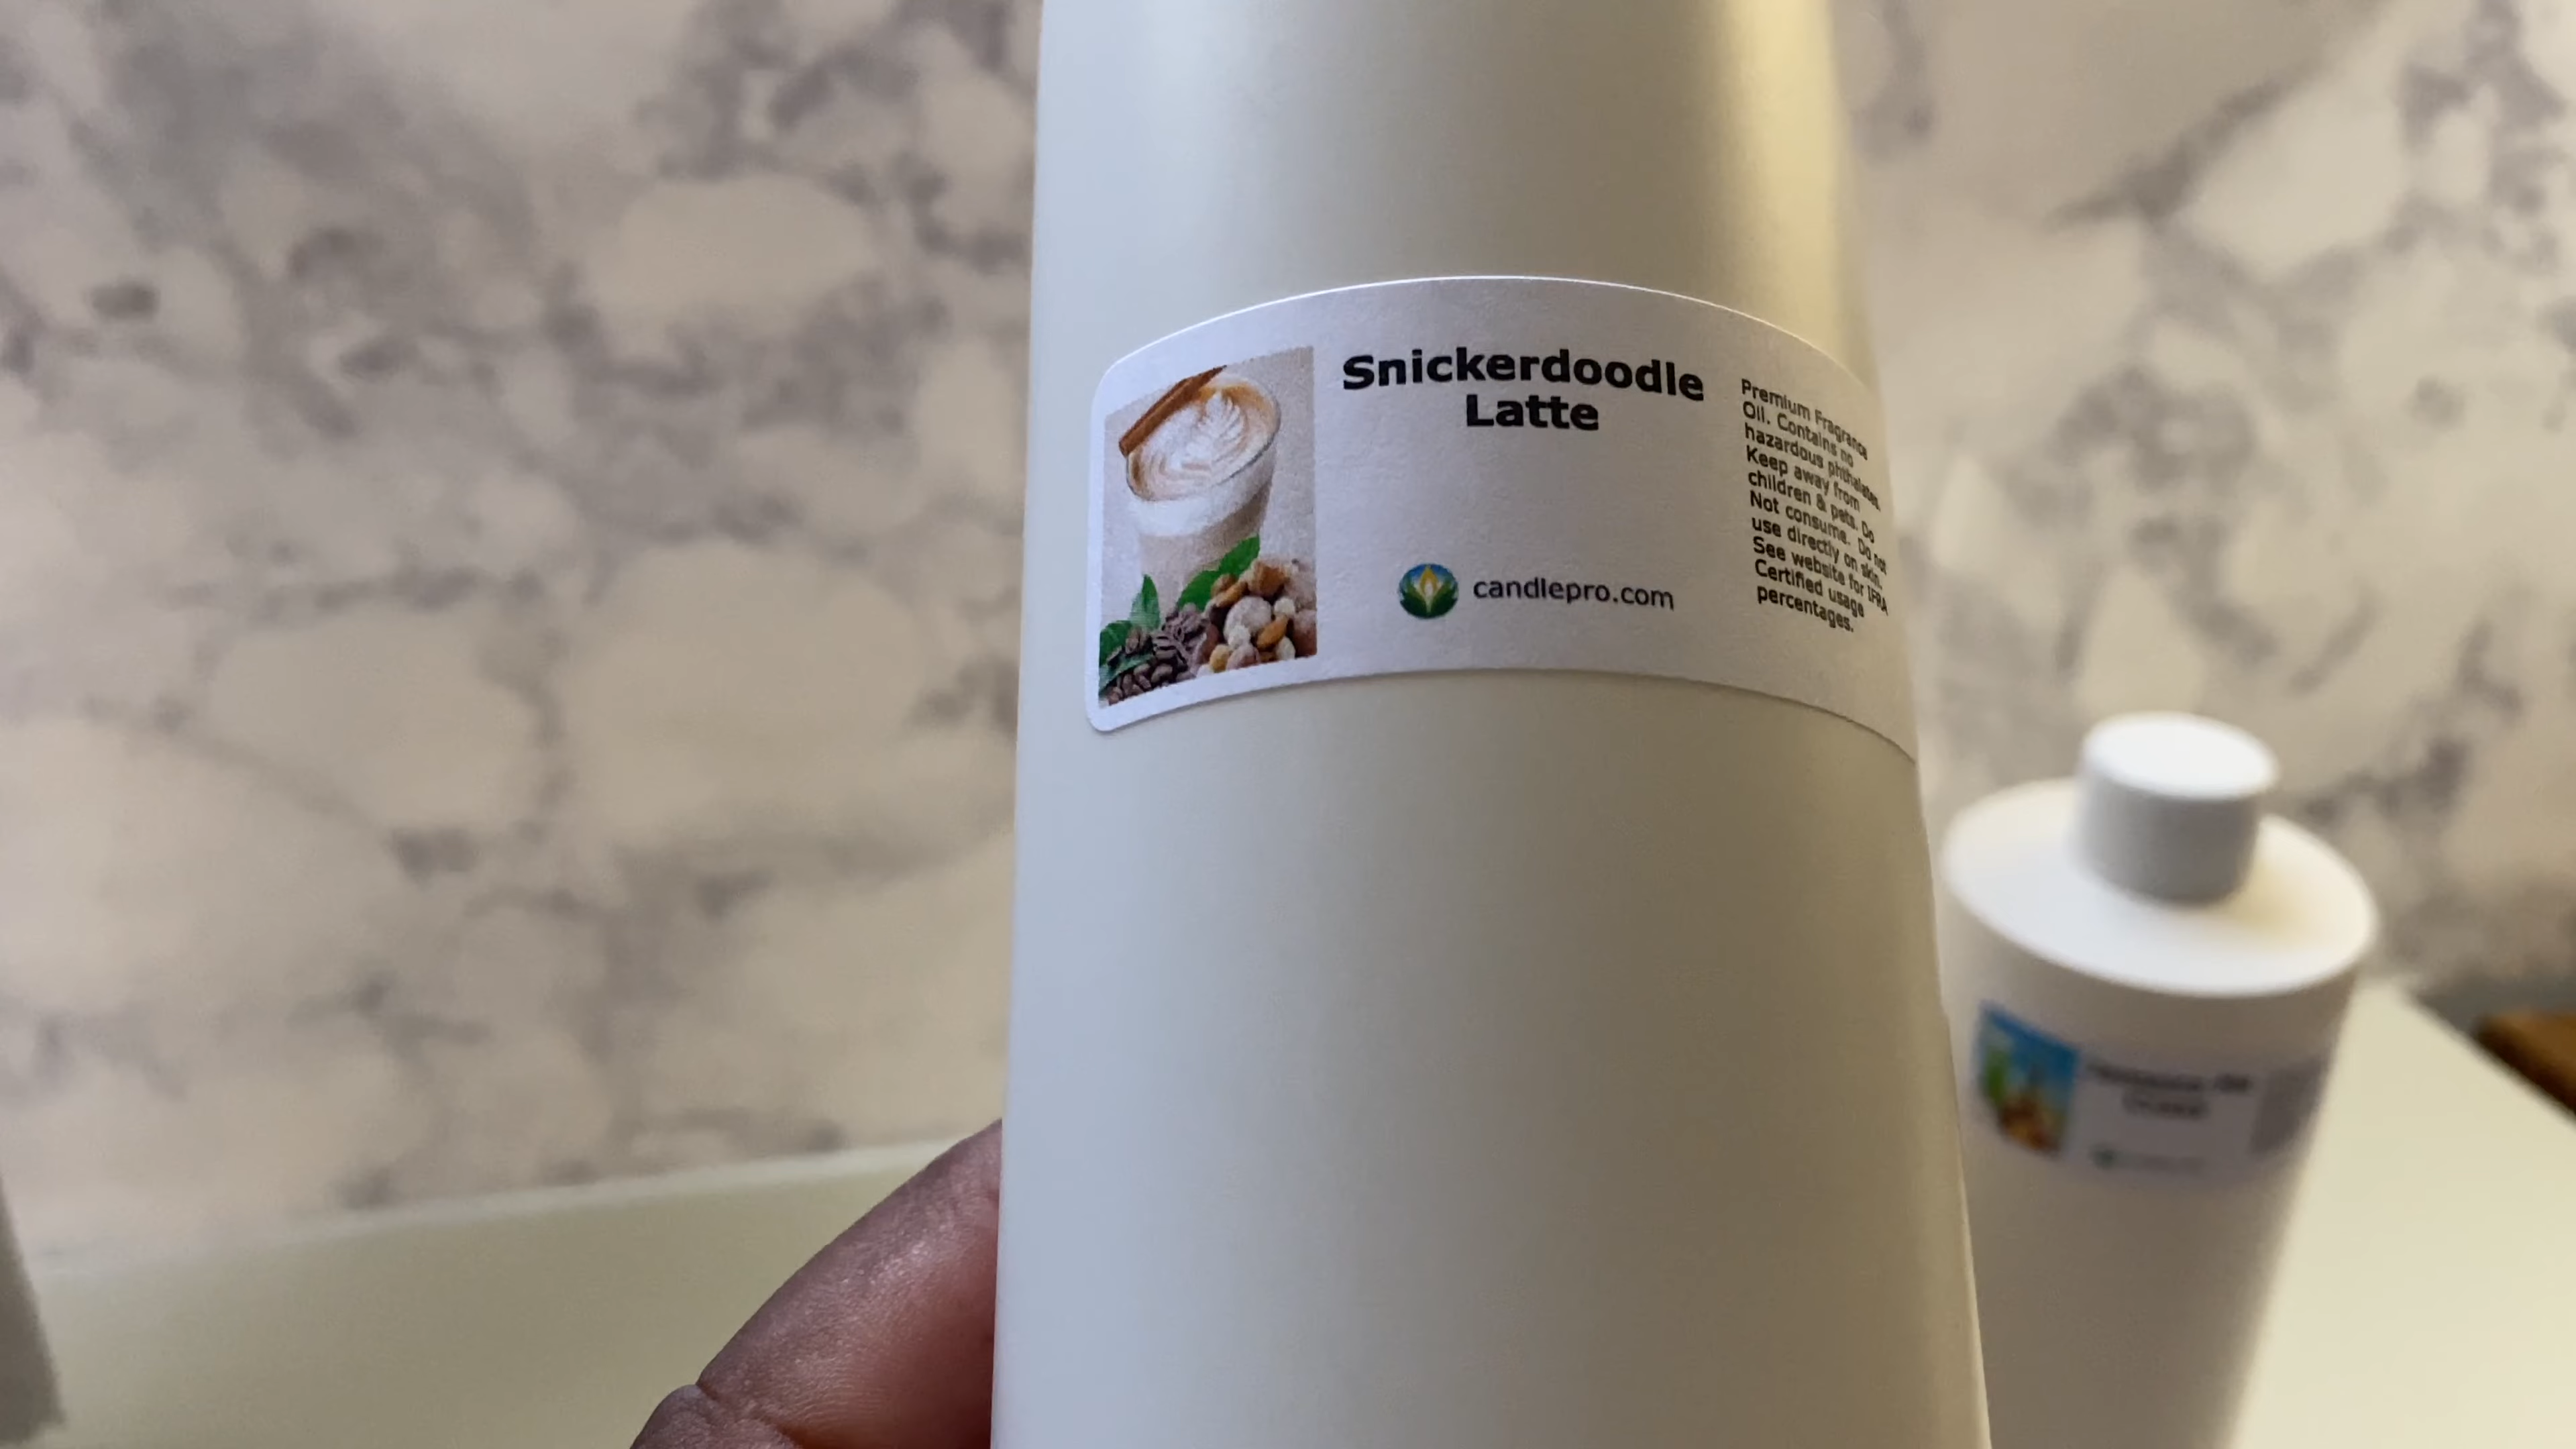 Snickerdoodle
Latte
candlepro.com
Premium Fragrance
Oil. Contains no
hazardous phthalates.
Keep away from
children & pets. Do
Not consume. Do not
use directly on skin.
See website for IFRA
Certified usage
percentages.